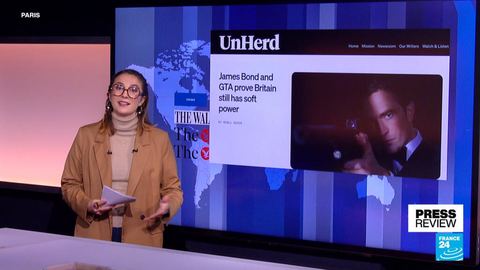 PARIS
UnHerd
Home Mission Newsroom Our Writers Watch & Listen
James Bond and
GTA prove Britain
still has soft
power
THE WAL
The
The
PRESS
REVIEW
FRANCE
24